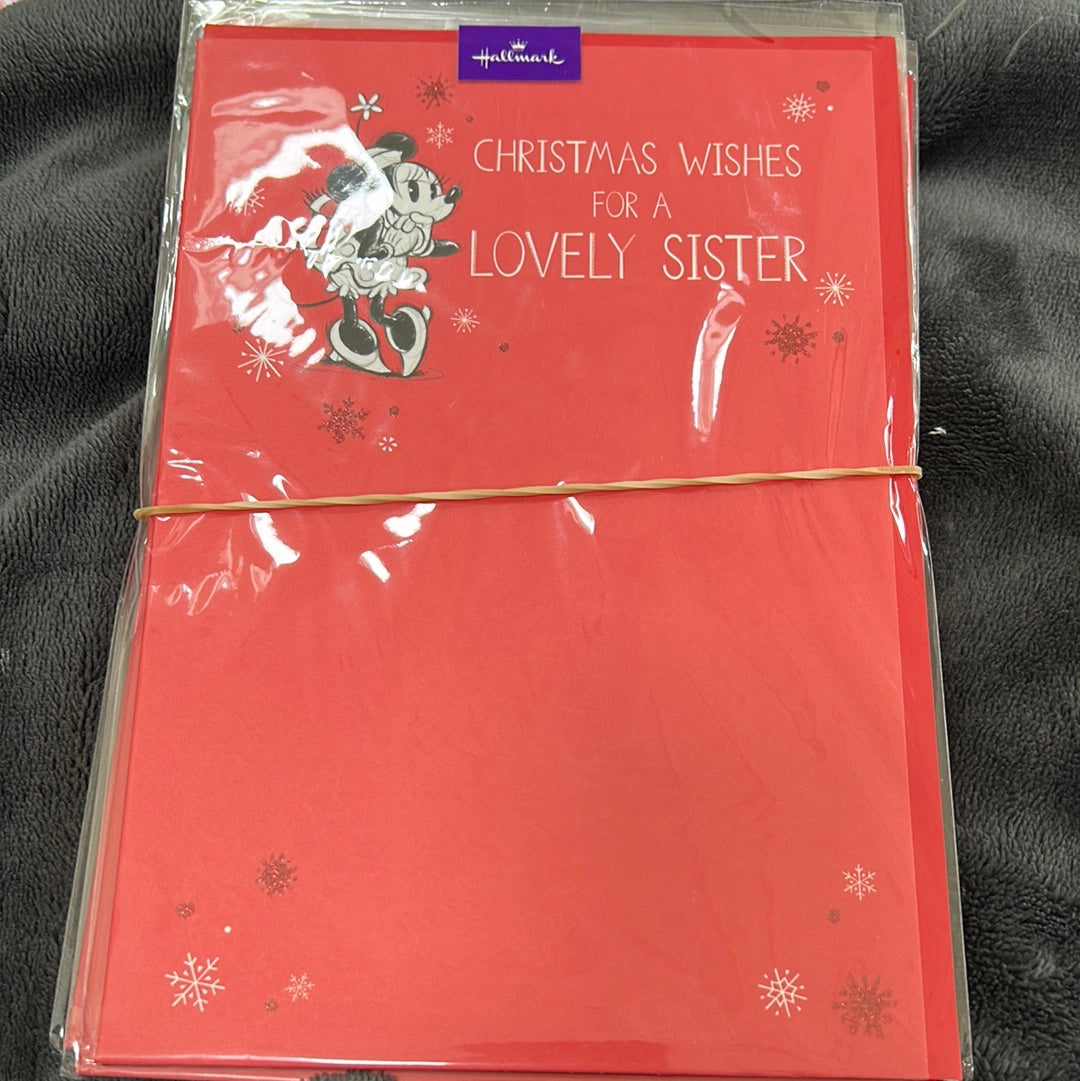 Hallmark
CHRISTMAS WISHES
FOR A
LOVELY SISTER